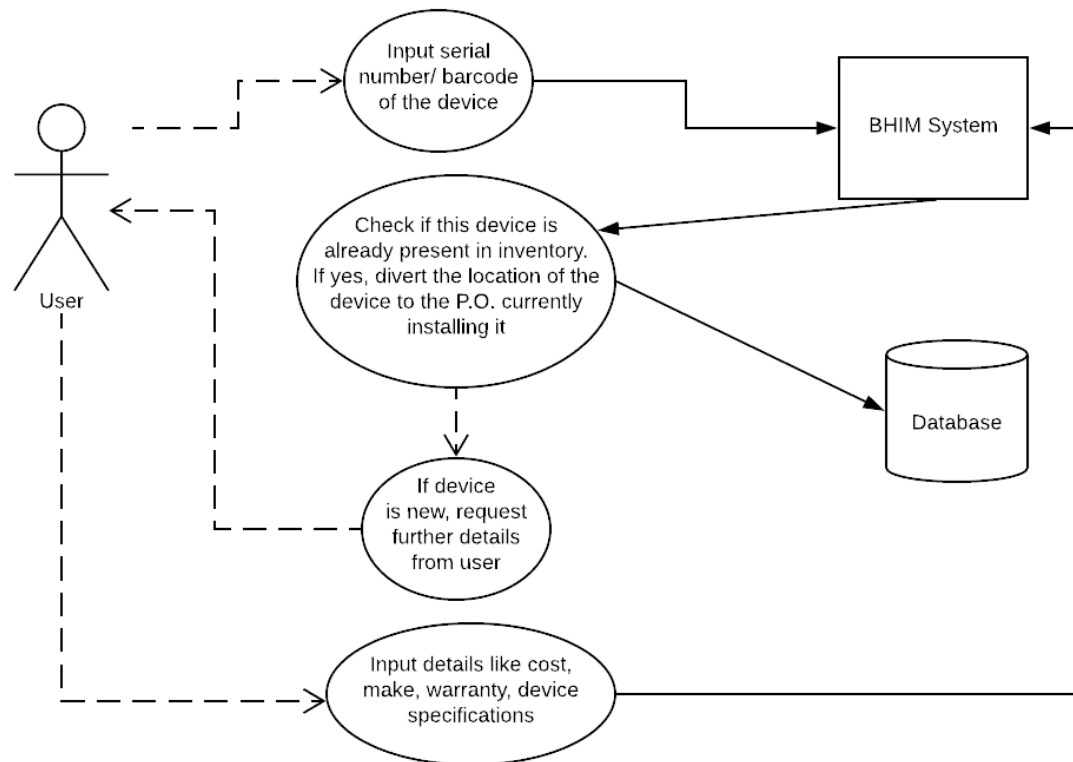 Input serial
number/ barcode
of the device
BHIM System
User
Check if this device is
already present in inventory.
If yes, divert the location of the
device to the P.O. currently
installing it
Database
If device
is new, request
further details
from user
Input details like cost,
make, warranty, device
specifications